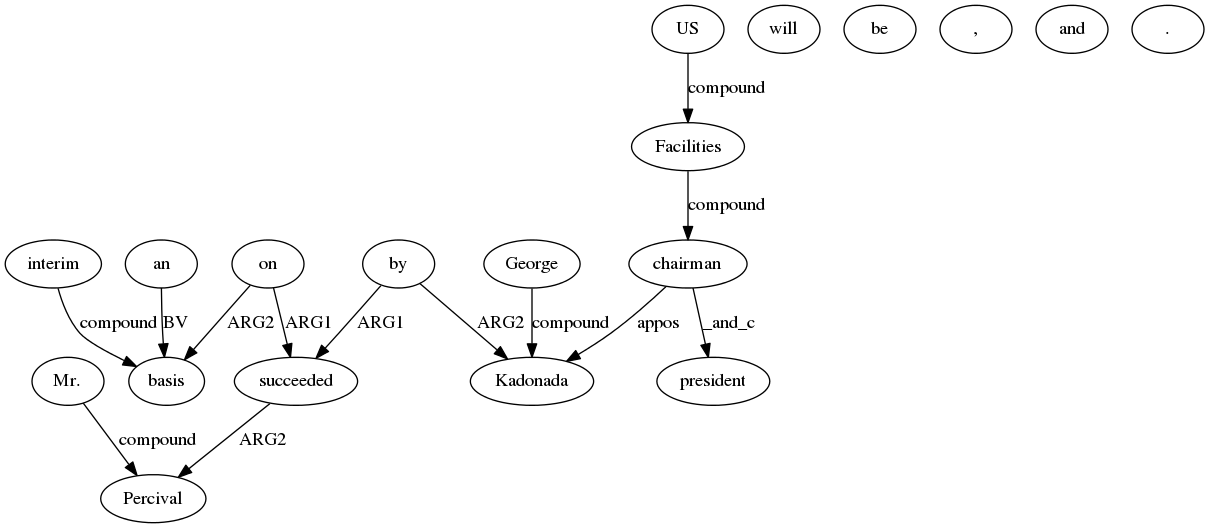 US will be , and .
compound
Facilities
compound
interim an on by George chairman
compound BV ARG2 ARG1 ARG1 ARG2 compound appos _and_c
Mr. basis succeeded Kadonada president
compound ARG2
Percival